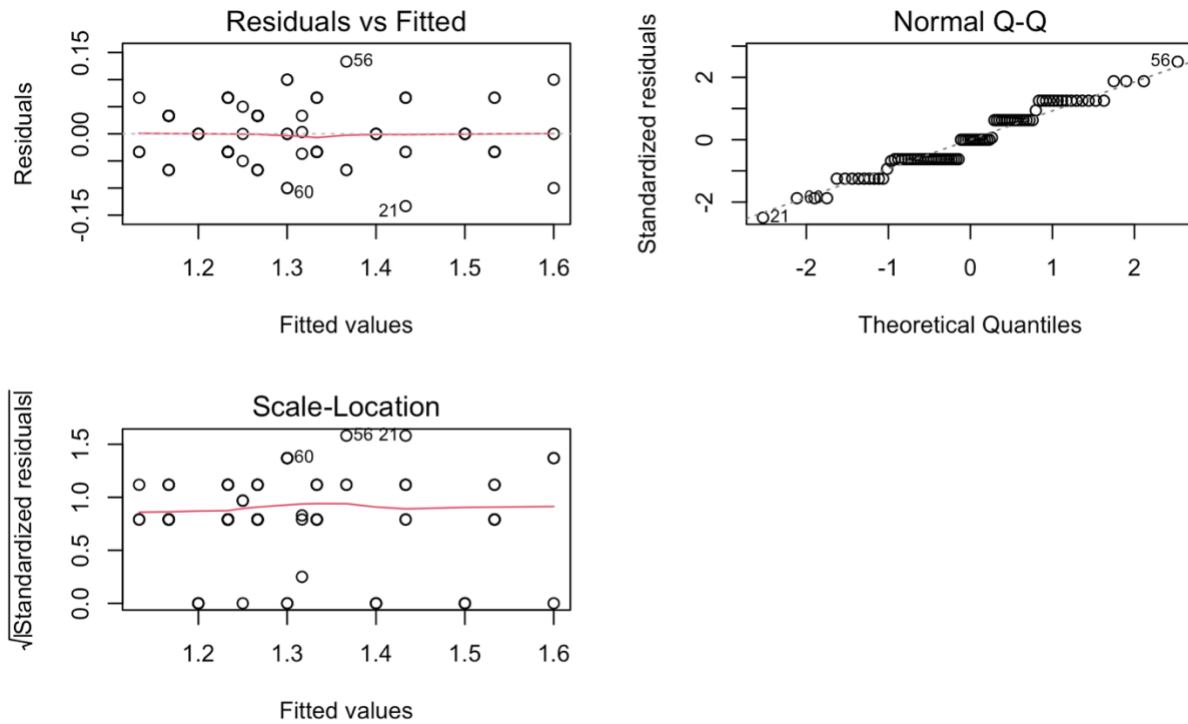 Residuals vs Fitted
Residuals
0.15
0.00
-0.15
56
60
21
1.2 1.3 1.4 1.5 1.6
Fitted values
Normal Q-Q
Standardized residuals
2
0
-2
56
21
-2 -1 0 1 2
Theoretical Quantiles
Scale-Location
√|Standardized residuals|
1.5
1.0
0.5
0.0
56 21
60
1.2 1.3 1.4 1.5 1.6
Fitted values